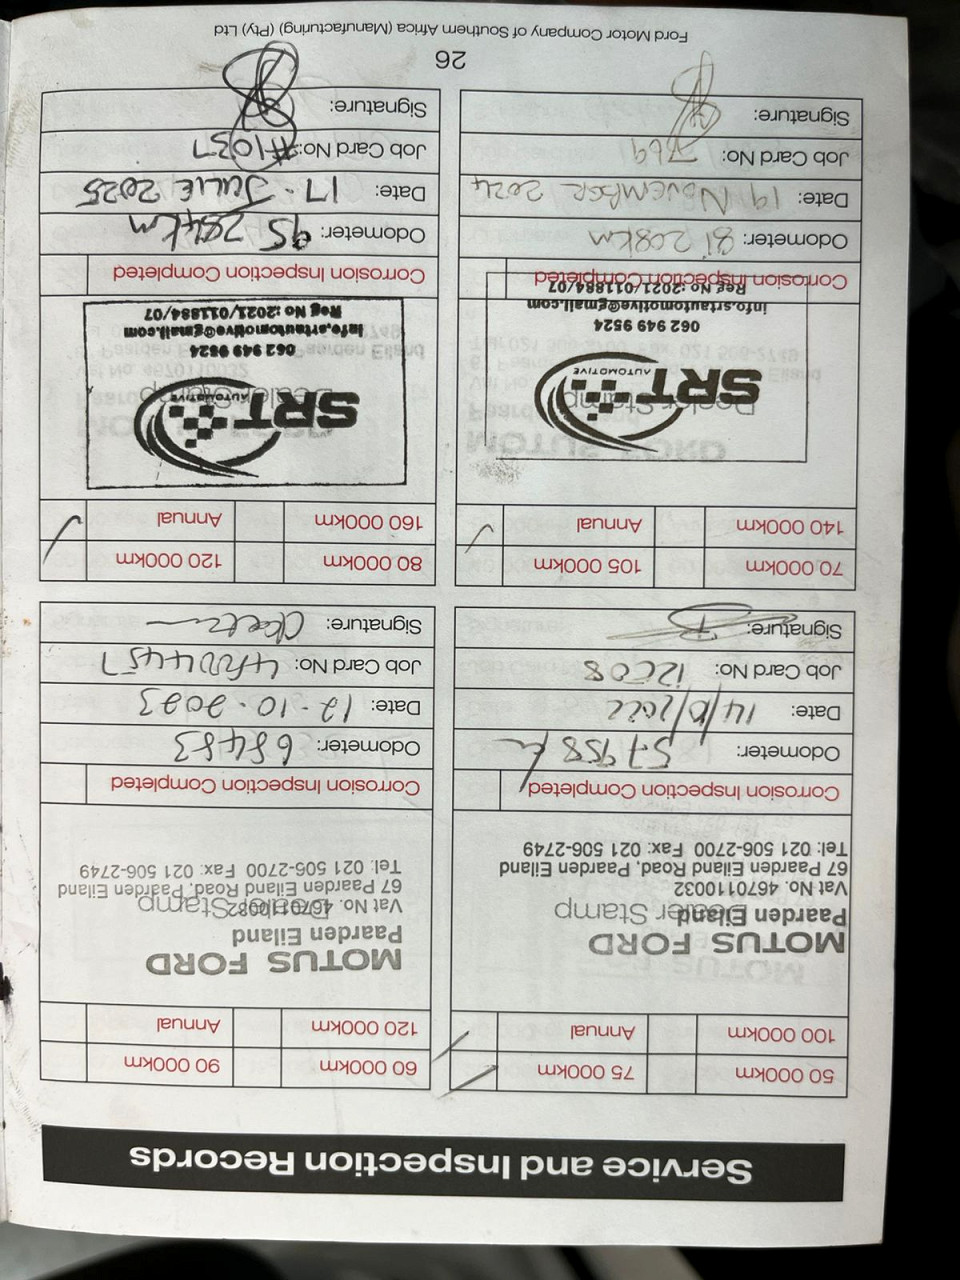 Service and Inspection Records
50 000km 75 000km
100 000km Annual
MOTUS FORD
Paarden Eiland
Dealer Stamp
Vat No. 4670110032
67 Paarden Eiland Road, Paarden Eiland
Tel: 021 506-2700 Fax: 021 506-2749
Corrosion Inspection Completed
Odometer: 57958k
Date:
Job Card No: 12608
Signature:
60 000km 90 000km
120 000km Annual
MOTUS FORD
Paarden Eiland
Dealer Stamp
Vat No. 4670110032
67 Paarden Eiland Road, Paarden Eiland
Tel: 021 506-2700 Fax: 021 506-2749
Corrosion Inspection Completed
Odometer: 68483
Date: 12-10-2023
Job Card No:
Signature:
70 000km 105 000km
140 000km Annual
Dealer Stamp
SRT
AUTOMOTIVE
062 949 9524
info.srtautomotive@gmail.com
Reg No :2021/011884/07
Corrosion Inspection Completed
Odometer: 81 208km
Date: 19 NOVEMBER 2024
Job Card No: 7769
Signature:
80 000km 120 000km
160 000km Annual
Dealer Stamp
SRT
AUTOMOTIVE
062 949 9524
info.srtautomotive@gmail.com
Reg No :2021/011884/07
Corrosion Inspection Completed
Odometer: 95 284km
Date: 17-JULIE 2025
Job Card No: #1037
Signature:
26
Ford Motor Company of Southern Africa (Manufacturing) (Pty) Ltd